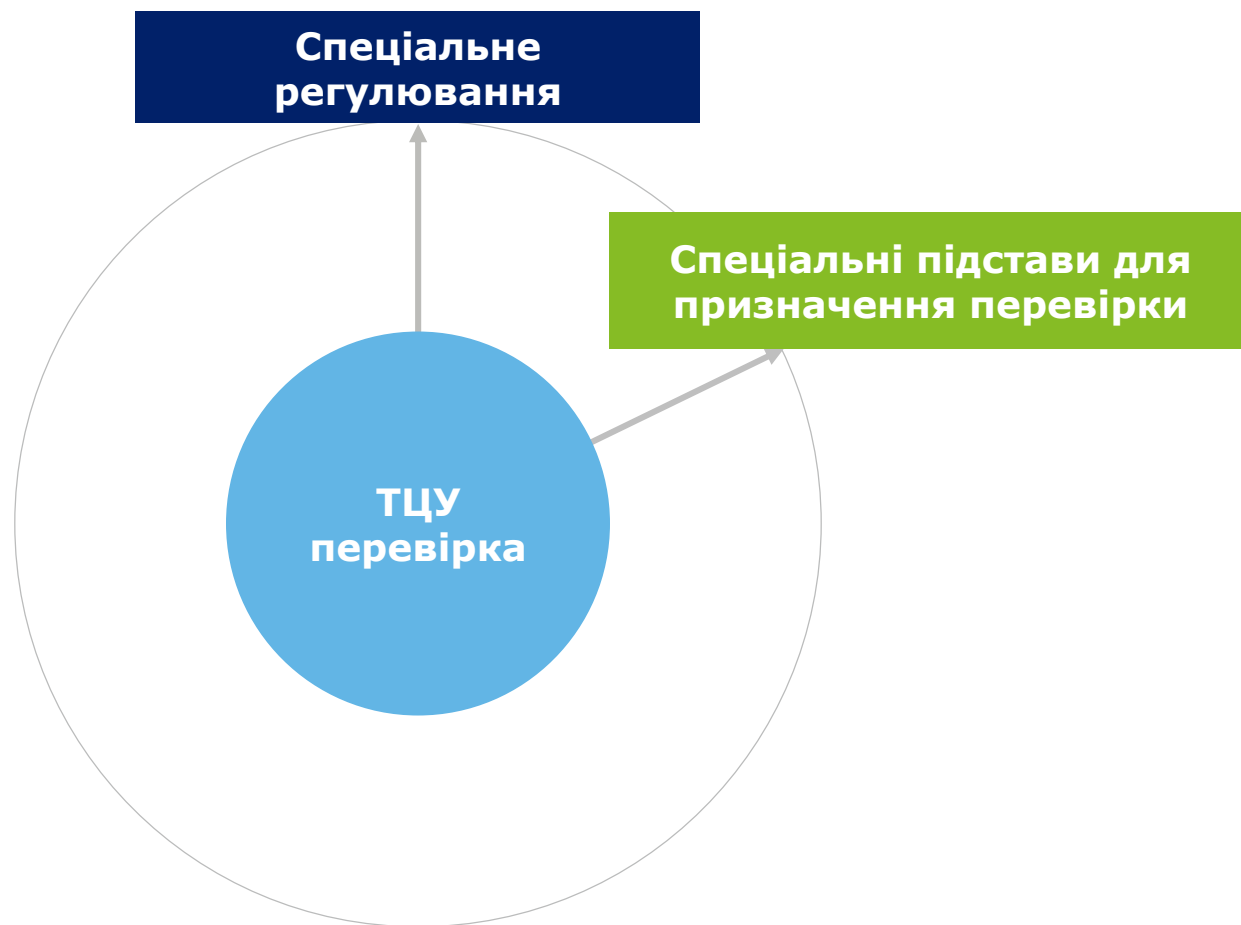 Спеціальне
регулювання
Спеціальні підстави для
призначення перевірки
ТЦУ
перевірка